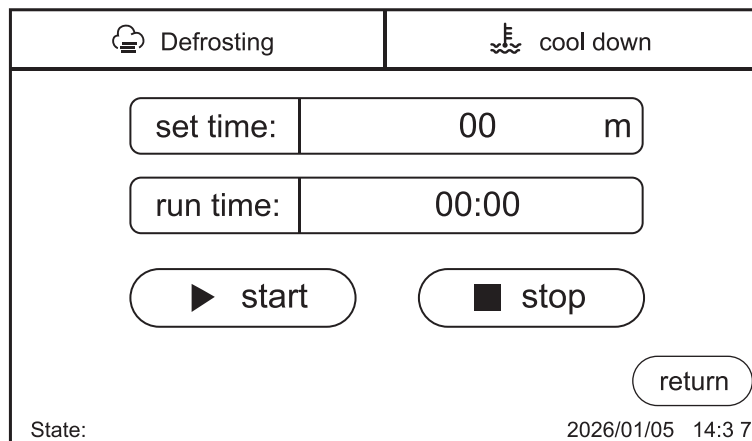 Defrosting cool down
set time: 00 m
run time: 00:00
start stop
return
State: 2026/01/05 14:3 7